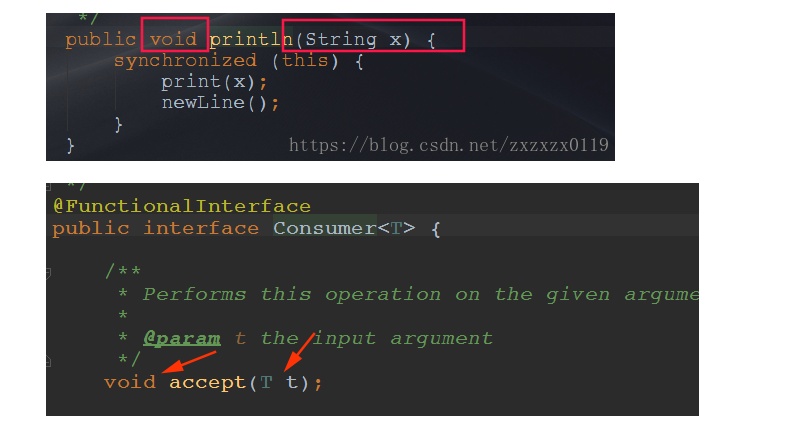 */
public void println(String x) {
synchronized (this) {
print(x);
newLine();
}
}
https://blog.csdn.net/zxzxzx0119
*/
@FunctionalInterface
public interface Consumer<T> {
/**
* Performs this operation on the given argume
*
* @param t the input argument
*/
void accept(T t);